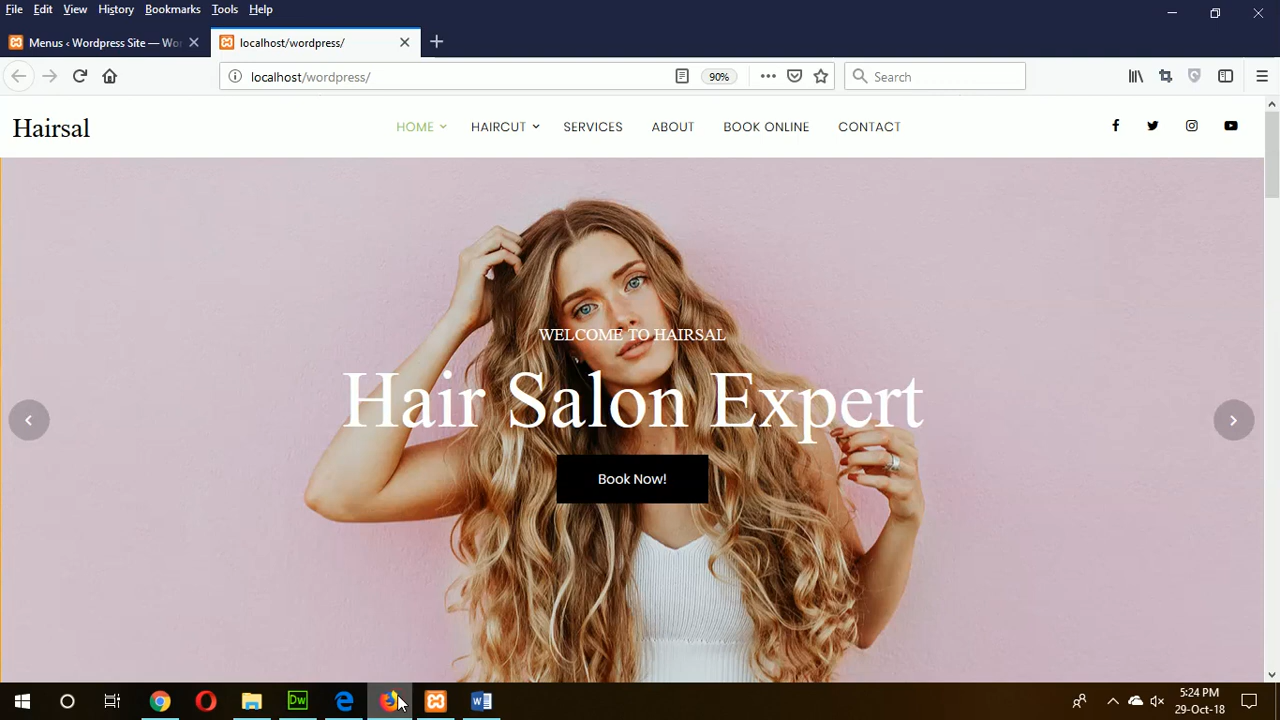 File Edit View History Bookmarks Tools Help
Menus ‹ Wordpress Site — Wor
localhost/wordpress/
localhost/wordpress/
90%
Search
Hairsal
HOME
HAIRCUT
SERVICES
ABOUT
BOOK ONLINE
CONTACT
WELCOME TO HAIRSAL
Hair Salon Expert
Book Now!
Dw
5:24 PM
29-Oct-18